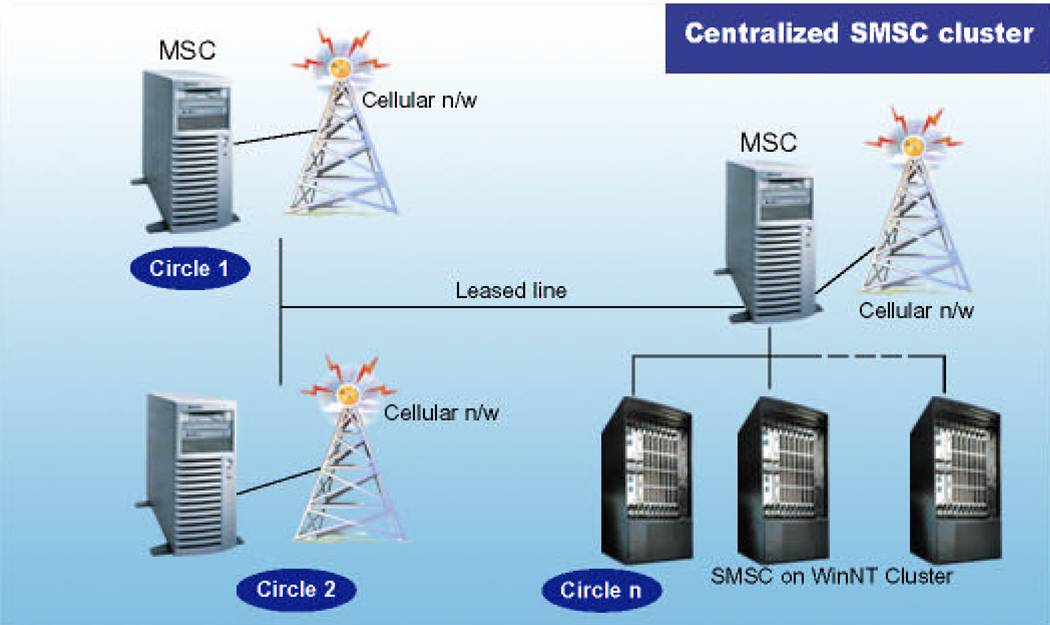 Centralized SMSC cluster
MSC
Cellular n/w
MSC
Circle 1
Leased line
Cellular n/w
Cellular n/w
Circle 2
Circle n
SMSC on WinNT Cluster